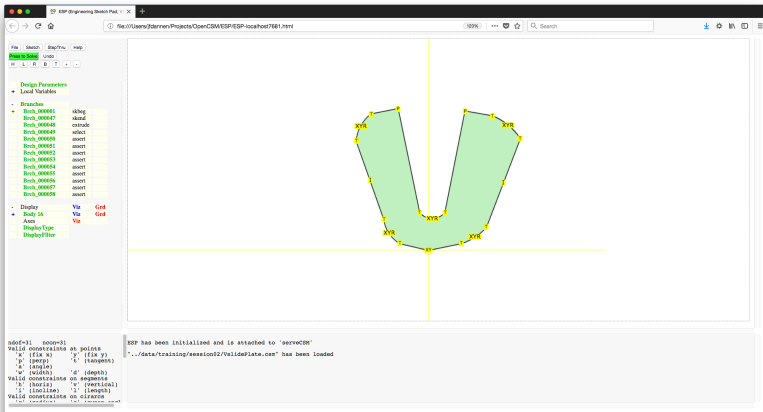 ESP (Engineering Sketch Pad, v1
file:///Users/jfdannen/Projects/OpenCSM/ESP/ESP-localhost7681.html
120%
Search
File Sketch StepThru Help
Press to Solve Undo
H L R B T + -
Design Parameters
+ Local Variables
- Branches
+ Brch_000001 skbeg
Brch_000047 skend
Brch_000048 extrude
Brch_000049 select
Brch_000050 assert
Brch_000051 assert
Brch_000052 assert
Brch_000053 assert
Brch_000054 assert
Brch_000055 assert
Brch_000056 assert
Brch_000057 assert
Brch_000058 assert
- Display Viz Grd
+ Body 16 Viz Grd
Axes Viz
DisplayType
DisplayFilter
T P P T
XYR XYR
T T
I I
T T XYR T T
XYR XYR
T XY T
ndof=31 ncon=31
Valid constraints at points
'x' (fix x) 'y' (fix y)
'p' (perp) 't' (tangent)
'a' (angle)
'w' (width) 'd' (depth)
Valid constraints on segments
'h' (horiz) 'v' (vertical)
'i' (incline) 'l' (length)
Valid constraints on cirarcs
ESP has been initialized and is attached to 'serveCSM'
"../data/training/session02/ValidePlate.csm" has been loaded